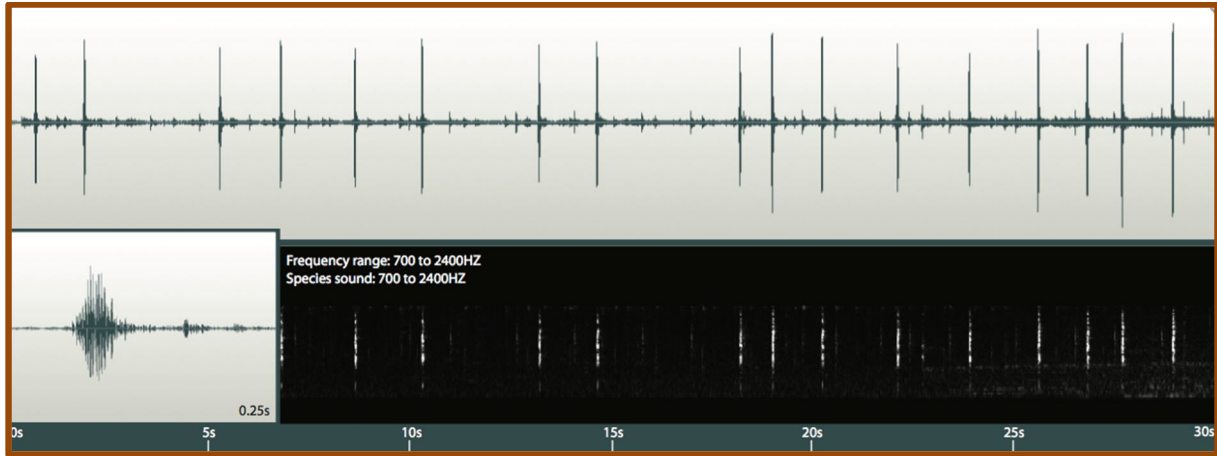 Frequency range: 700 to 2400HZ
Species sound: 700 to 2400HZ
0.25s
0s 5s 10s 15s 20s 25s 30s